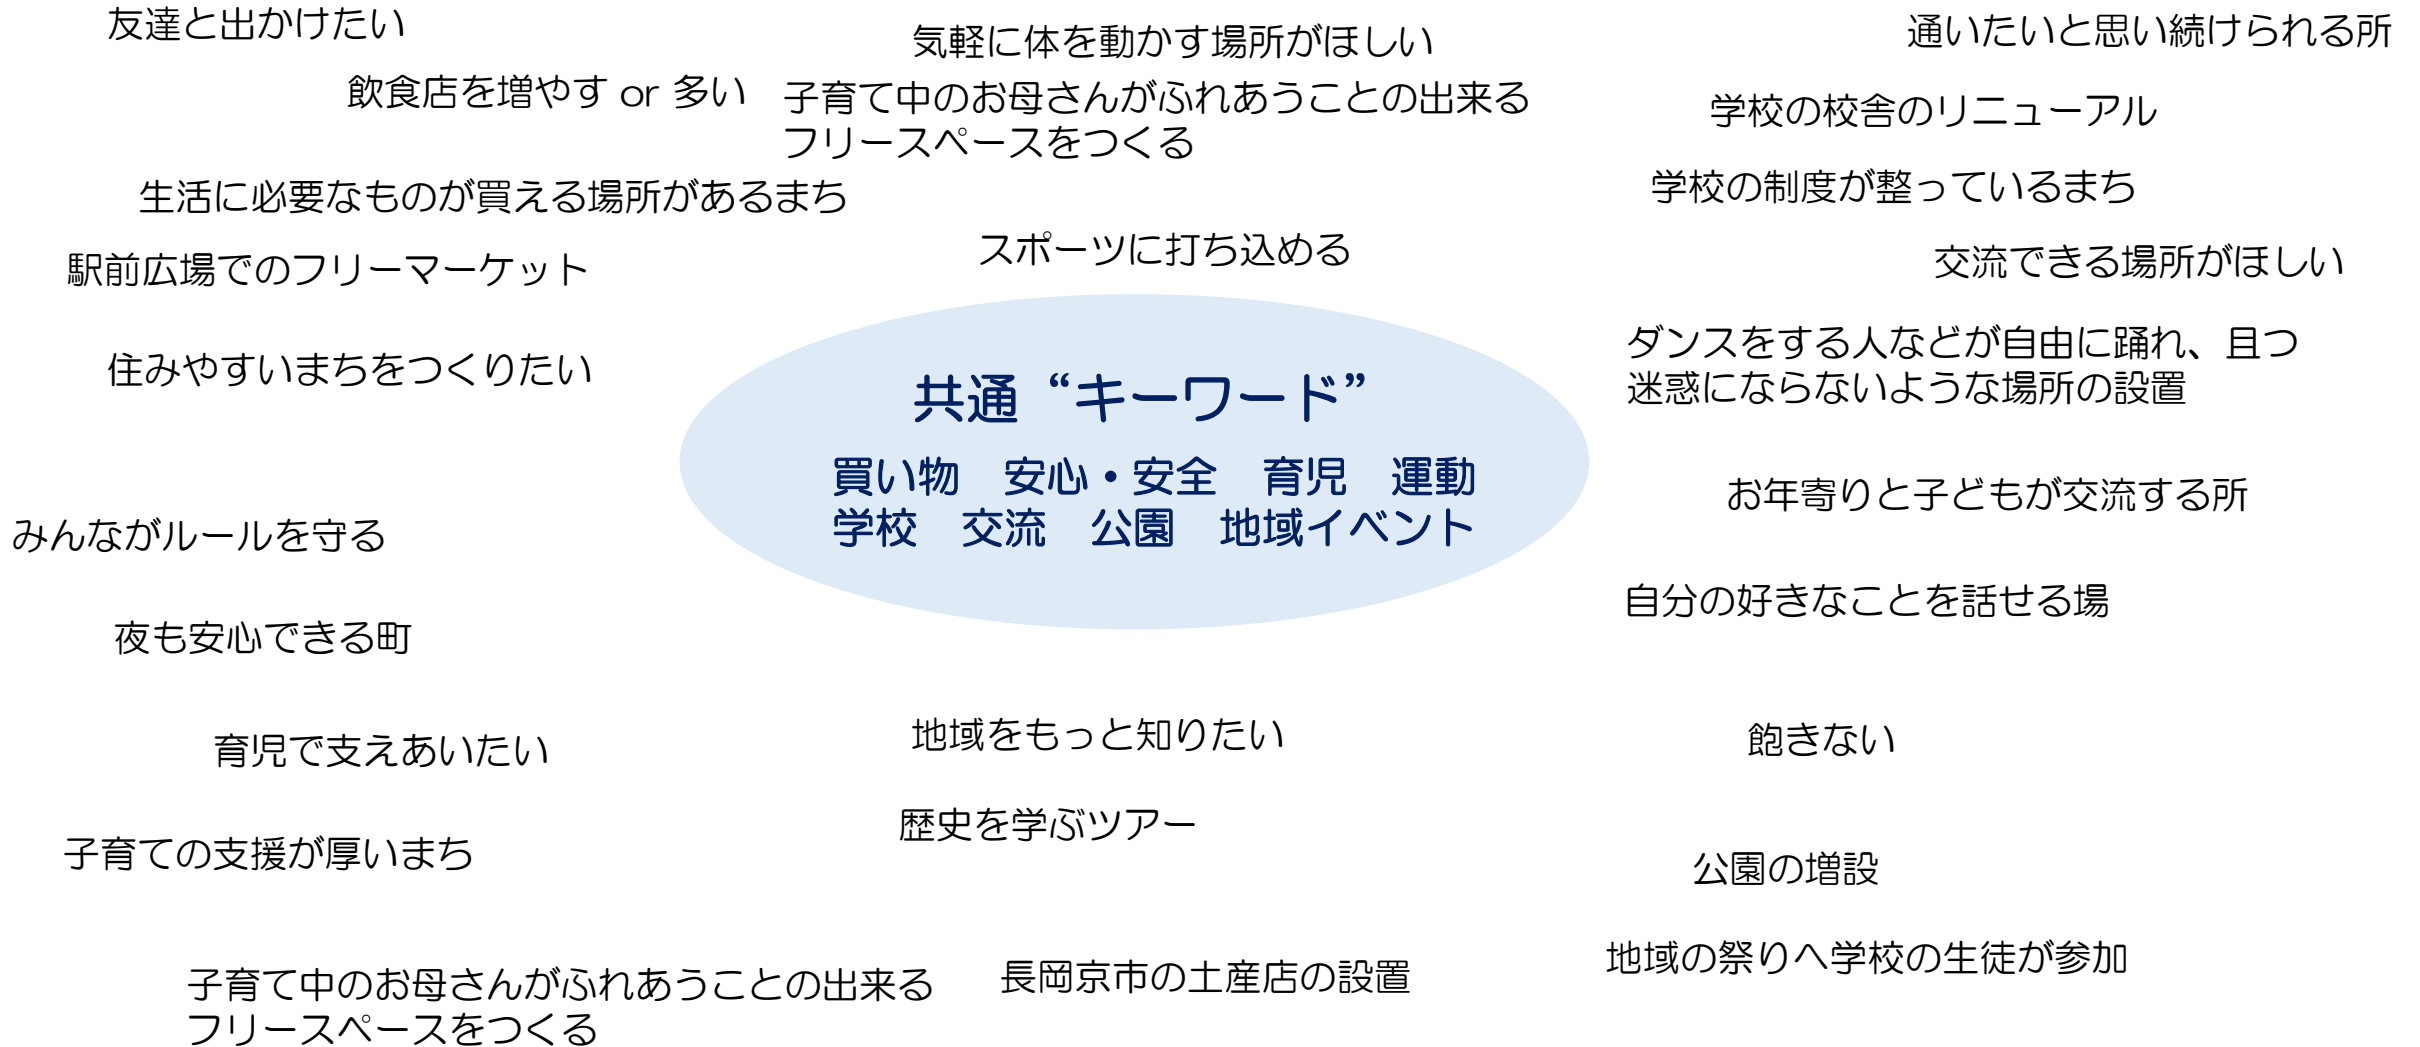 友達と出かけたい
気軽に体を動かす場所がほしい
通いたいと思い続けられる所
飲食店を増やす or 多い
子育て中のお母さんがふれあうことの出来る
フリースペースをつくる
学校の校舎のリニューアル
生活に必要なものが買える場所があるまち
学校の制度が整っているまち
スポーツに打ち込める
駅前広場でのフリーマーケット
交流できる場所がほしい
住みやすいまちをつくりたい
ダンスをする人などが自由に踊れ、且つ
迷惑にならないような場所の設置
共通“キーワード”
買い物　安心・安全　育児　運動
学校　交流　公園　地域イベント
お年寄りと子どもが交流する所
みんながルールを守る
自分の好きなことを話せる場
夜も安心できる町
地域をもっと知りたい
飽きない
育児で支えあいたい
歴史を学ぶツアー
子育ての支援が厚いまち
公園の増設
地域の祭りへ学校の生徒が参加
子育て中のお母さんがふれあうことの出来る
フリースペースをつくる
長岡京市の土産店の設置